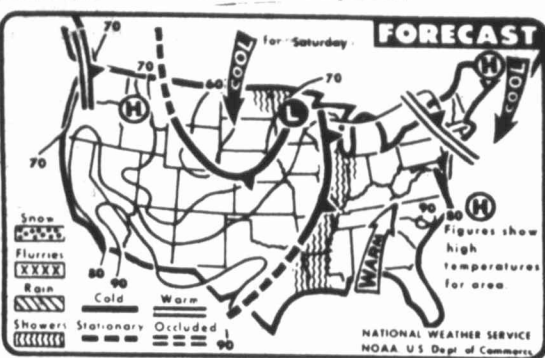 FORECAST
for Saturday
70
70
60
70
COOL
COOL
H
H
L
70
Snow
Flurries
XXXX
Rain
Showers
80
90
Cold
Warm
Stationary
Occluded
90
WARM
90
80
H
Figures show
high
temperatures
for area.
NATIONAL WEATHER SERVICE
NOAA, U.S. Dept. of Commerce